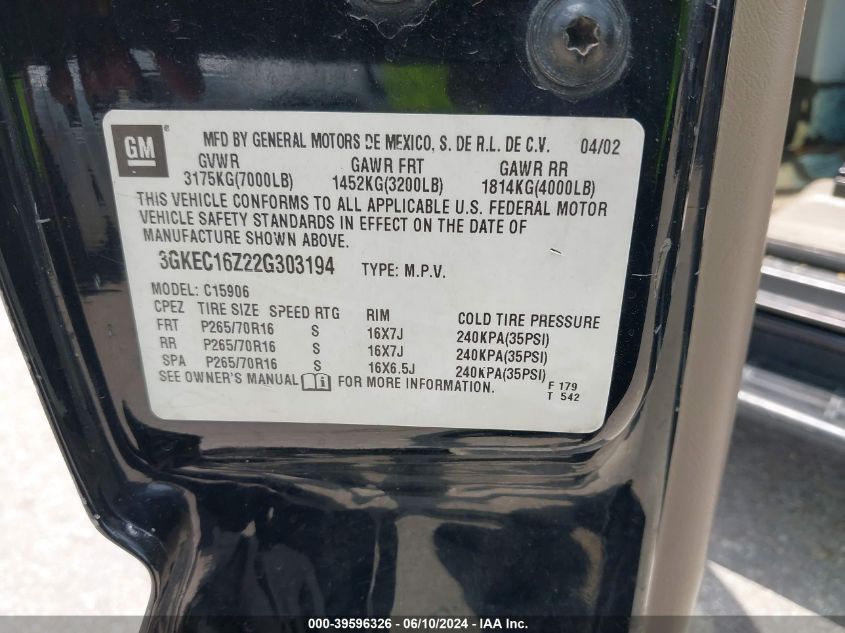 GM ®
MFD BY GENERAL MOTORS DE MEXICO, S. DE R.L. DE C.V. 04/02
GVWR GAWR FRT GAWR RR
3175KG(7000LB) 1452KG(3200LB) 1814KG(4000LB)
THIS VEHICLE CONFORMS TO ALL APPLICABLE U.S. FEDERAL MOTOR
VEHICLE SAFETY STANDARDS IN EFFECT ON THE DATE OF
MANUFACTURE SHOWN ABOVE.
3GKEC16Z22G303194 TYPE: M.P.V.
MODEL: C15906
CPEZ TIRE SIZE SPEED RTG RIM COLD TIRE PRESSURE
FRT P265/70R16 S 16X7J 240KPA(35PSI)
RR P265/70R16 S 16X7J 240KPA(35PSI)
SPA P265/70R16 S 16X6.5J 240KPA(35PSI)
SEE OWNER'S MANUAL FOR MORE INFORMATION. F 179
T 542
000-39596326 - 06/10/2024 - IAA Inc.